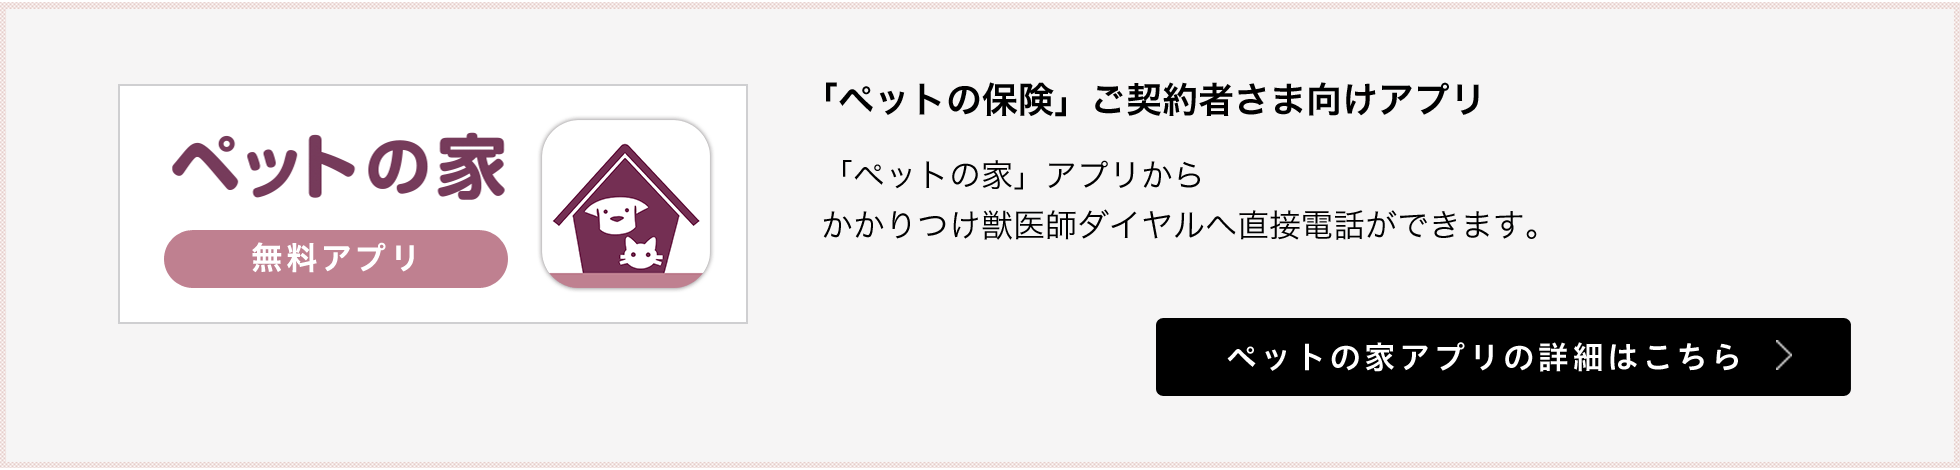 ペットの家
無料アプリ
「ペットの保険」ご契約者さま向けアプリ
「ペットの家」アプリから
かかりつけ獣医師ダイヤルへ直接電話ができます。
ペットの家アプリの詳細はこちら